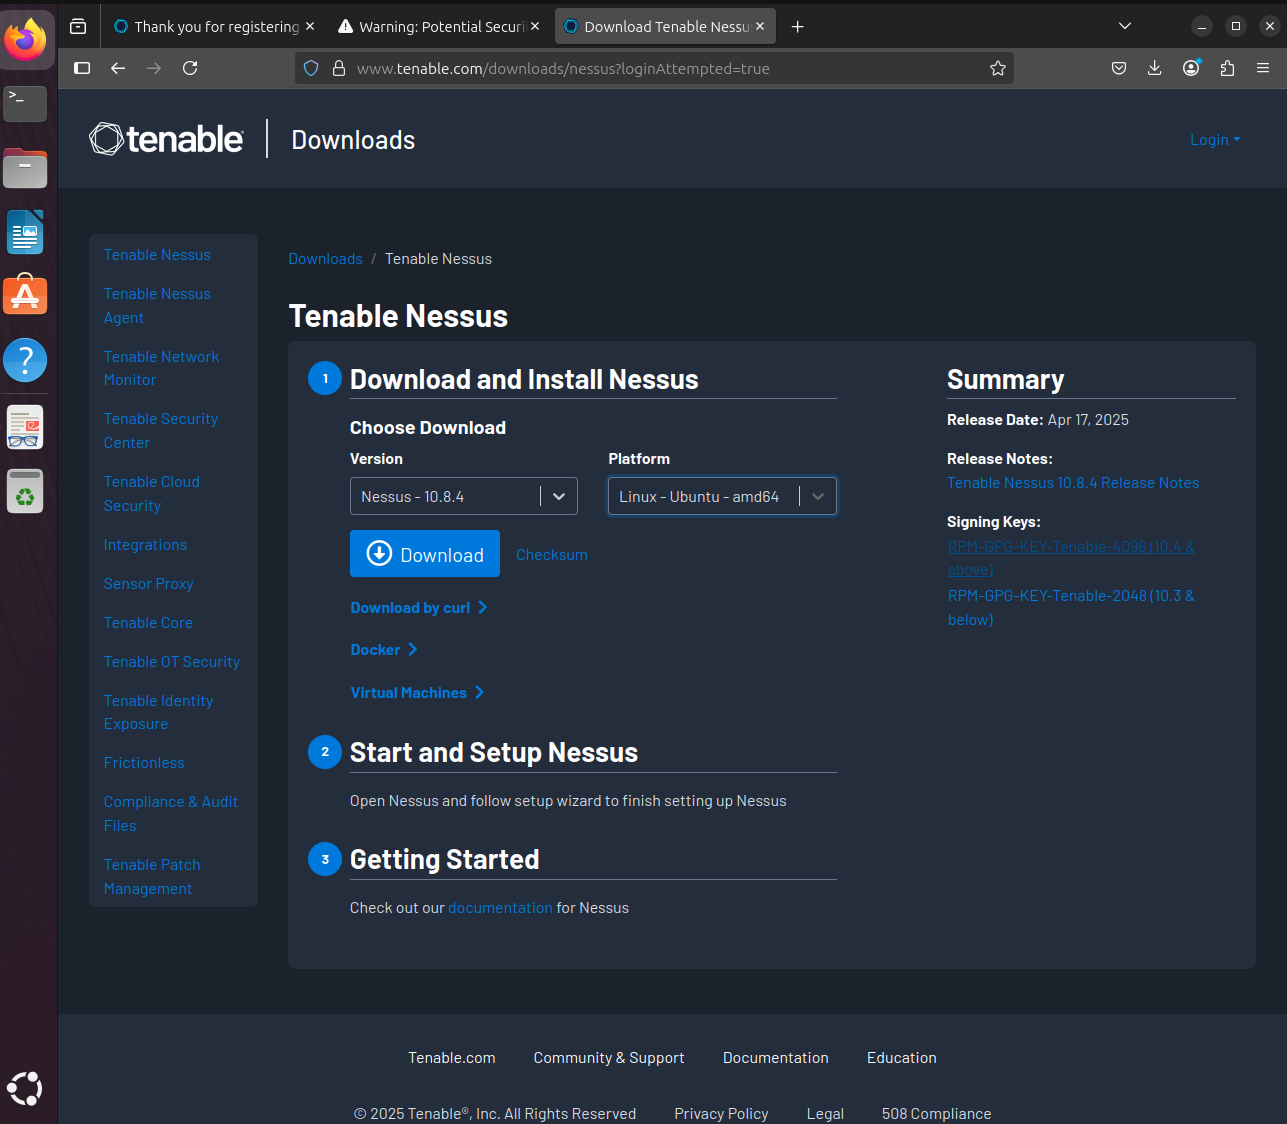 Thank you for registering
Warning: Potential Securi
Download Tenable Nessu
www.tenable.com/downloads/nessus?loginAttempted=true
tenable
Downloads
Login
Tenable Nessus
Tenable Nessus
Agent
Tenable Network
Monitor
Tenable Security
Center
Tenable Cloud
Security
Integrations
Sensor Proxy
Tenable Core
Tenable OT Security
Tenable Identity
Exposure
Frictionless
Compliance & Audit
Files
Tenable Patch
Management
Downloads / Tenable Nessus
Tenable Nessus
1 Download and Install Nessus
Choose Download
Version
Platform
Nessus - 10.8.4
Linux - Ubuntu - amd64
Download
Checksum
Download by curl
Docker
Virtual Machines
2 Start and Setup Nessus
Open Nessus and follow setup wizard to finish setting up Nessus
3 Getting Started
Check out our documentation for Nessus
Summary
Release Date: Apr 17, 2025
Release Notes:
Tenable Nessus 10.8.4 Release Notes
Signing Keys:
RPM-GPG-KEY-Tenable-4096 (10.4 &
above)
RPM-GPG-KEY-Tenable-2048 (10.3 &
below)
Tenable.com
Community & Support
Documentation
Education
© 2025 Tenable®, Inc. All Rights Reserved
Privacy Policy
Legal
508 Compliance